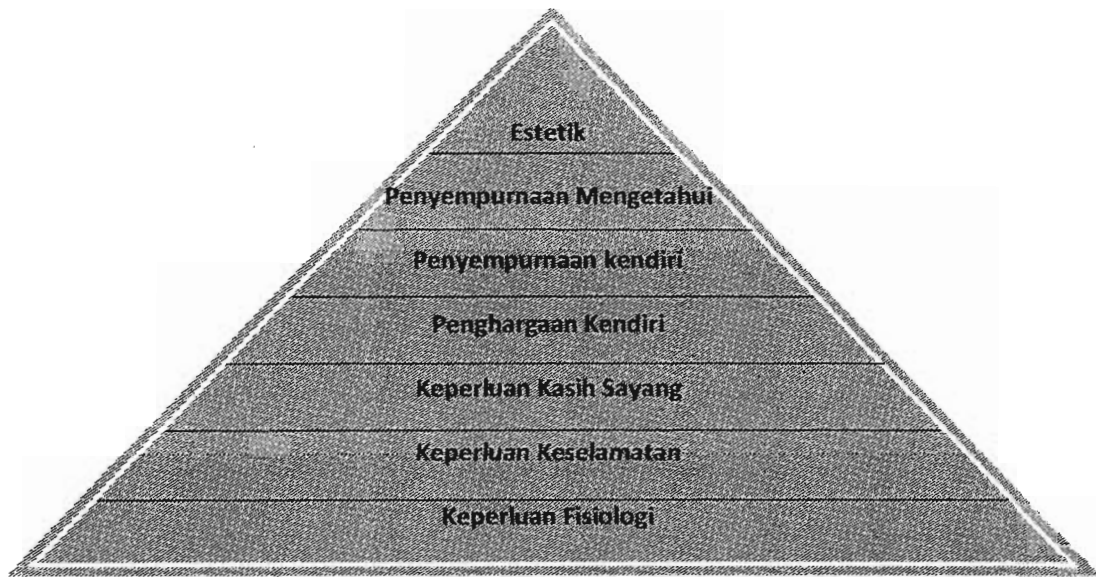 Estetik
Penyempurnaan Mengetahui
Penyempurnaan kendiri
Penghargaan Kendiri
Keperluan Kasih Sayang
Keperluan Keselamatan
Keperluan Fisiologi